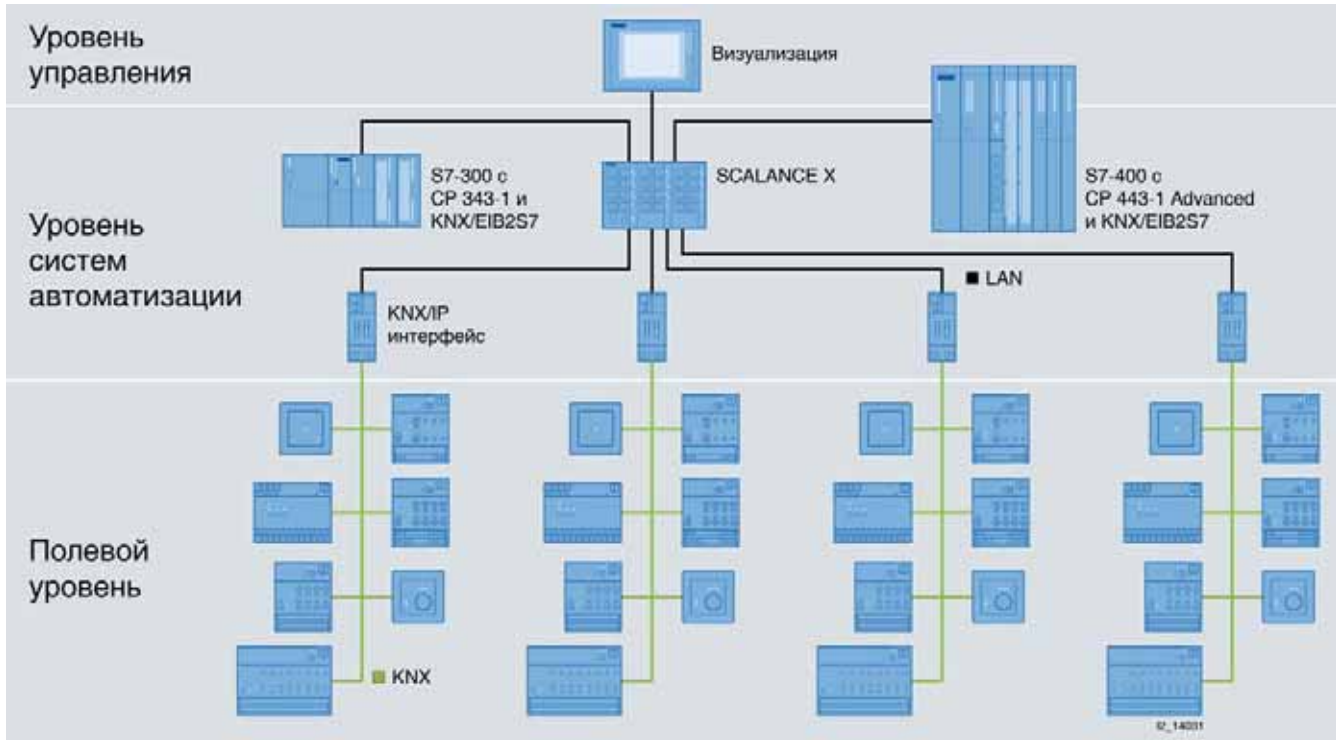 Уровень
управления
Визуализация
S7-300 с
CP 343-1 и
KNX/EIB2S7
SCALANCE X
S7-400 с
CP 443-1 Advanced
и KNX/EIB2S7
Уровень
систем
автоматизации
LAN
KNX/IP
интерфейс
Полевой
уровень
KNX